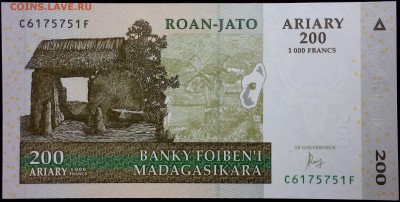 COINS.LAVE.RU
C6175751F
ROAN-JATO
ARIARY
200
1 000 FRANCS
LE GOUVERNEUR
200
ARIARY
1 000
FRANCS
BANKY FOIBEN'I
MADAGASIKARA
C6175751F
200